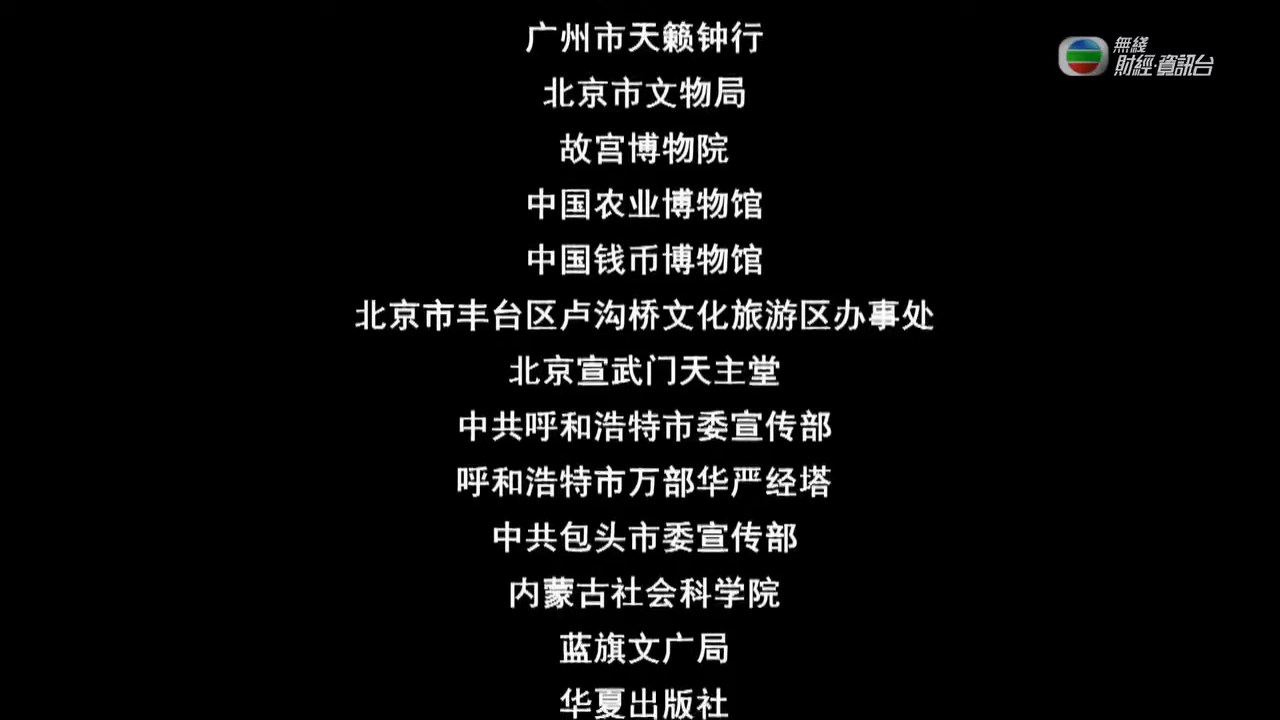 广州市天籁钟行
無綫
財經·資訊台
北京市文物局
故宫博物院
中国农业博物馆
中国钱币博物馆
北京市丰台区卢沟桥文化旅游区办事处
北京宣武门天主堂
中共呼和浩特市委宣传部
呼和浩特市万部华严经塔
中共包头市委宣传部
内蒙古社会科学院
蓝旗文广局
华夏出版社